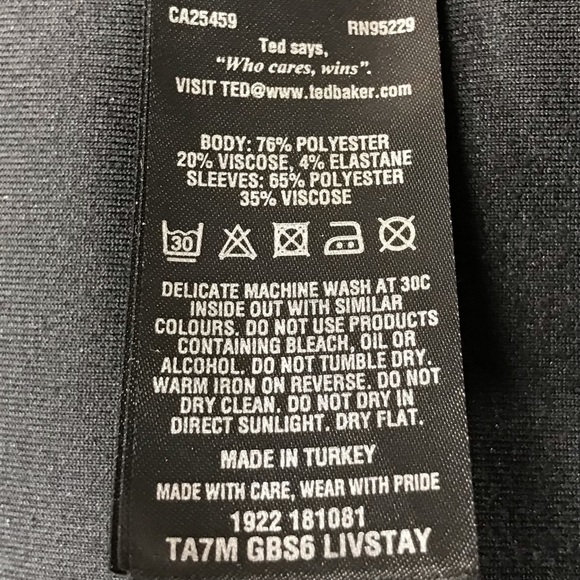 CA25459 RN95229
Ted says,
"Who cares, wins".
VISIT TED@www.tedbaker.com
BODY: 76% POLYESTER
20% VISCOSE, 4% ELASTANE
SLEEVES: 65% POLYESTER
35% VISCOSE
30
DELICATE MACHINE WASH AT 30C
INSIDE OUT WITH SIMILAR
COLOURS. DO NOT USE PRODUCTS
CONTAINING BLEACH, OIL OR
ALCOHOL. DO NOT TUMBLE DRY.
WARM IRON ON REVERSE. DO NOT
DRY CLEAN. DO NOT DRY IN
DIRECT SUNLIGHT. DRY FLAT.
MADE IN TURKEY
MADE WITH CARE, WEAR WITH PRIDE
1922 181081
TA7M GBS6 LIVSTAY